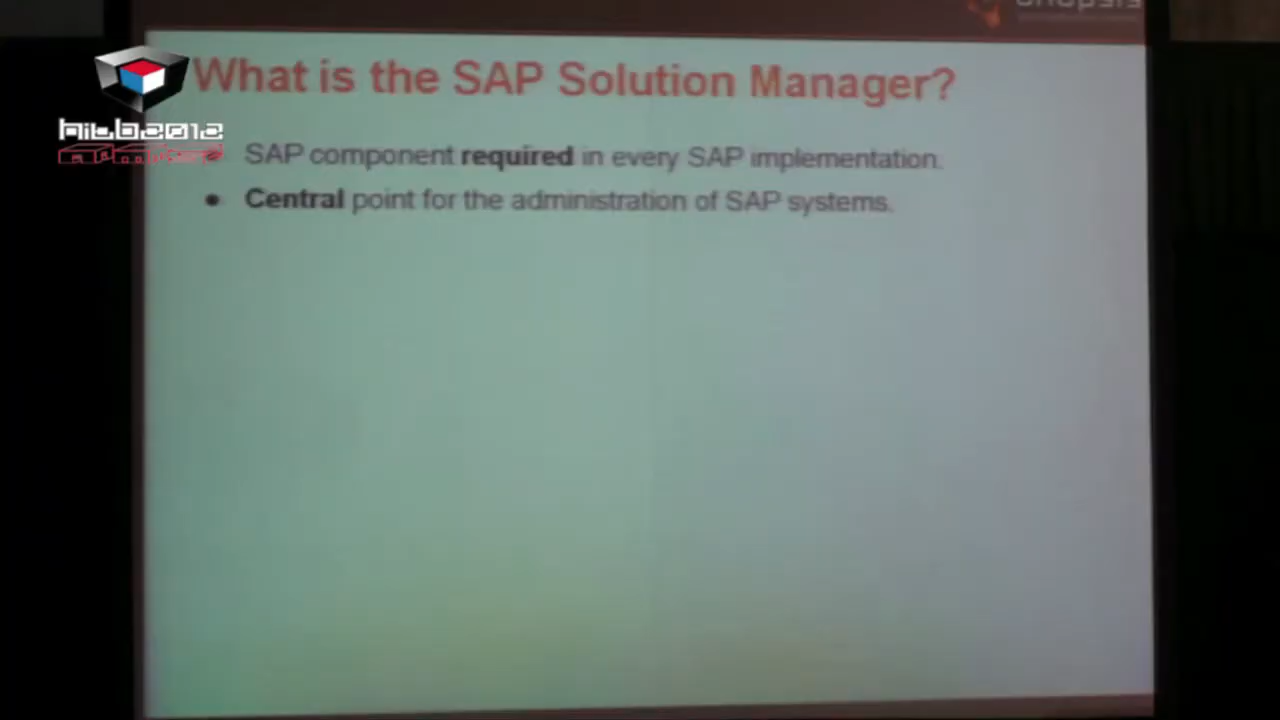 What is the SAP Solution Manager?
hitb2012
SAP component required in every SAP implementation.
• Central point for the administration of SAP systems.